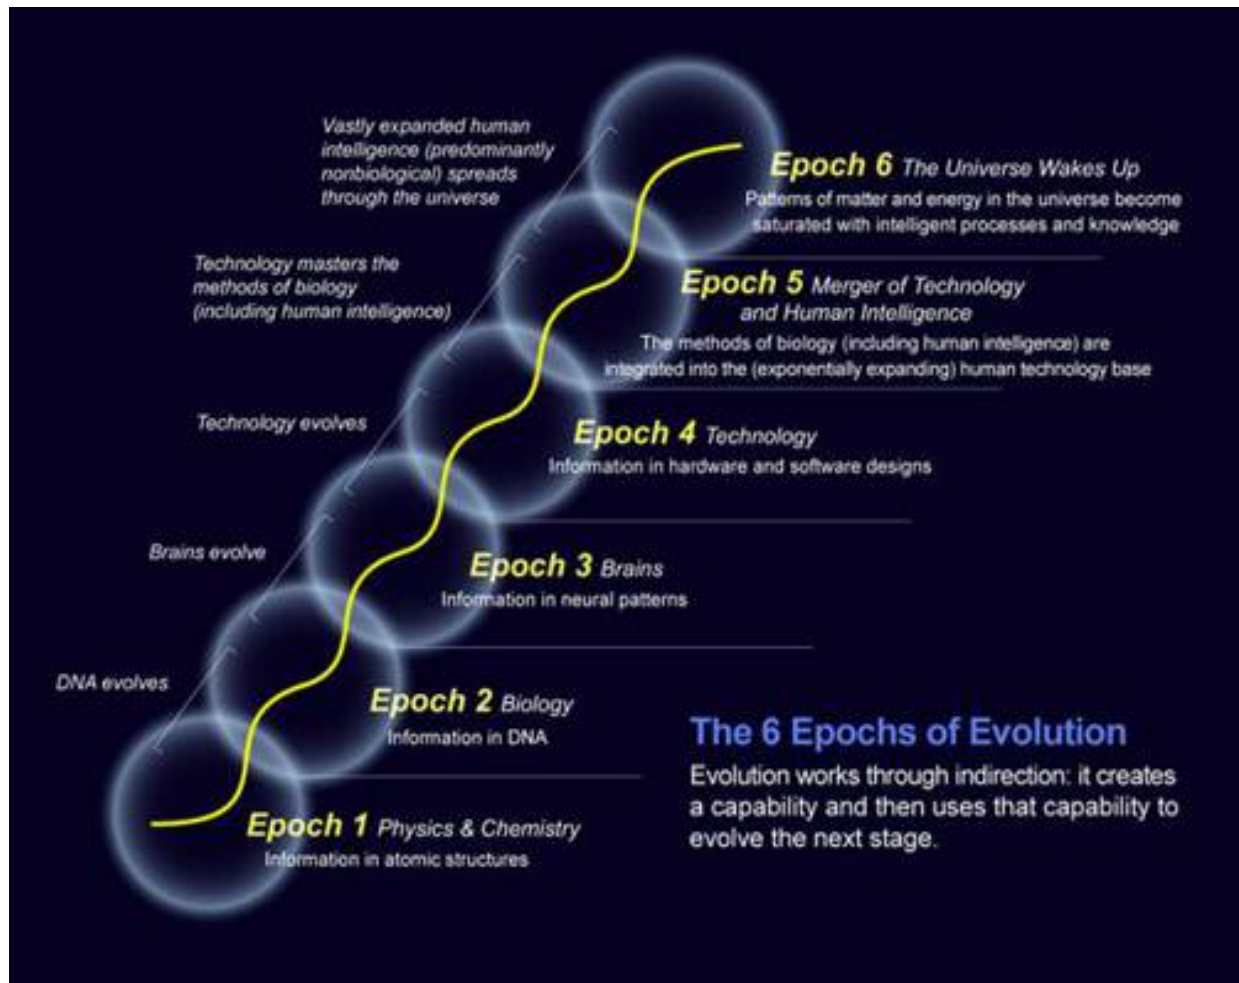 Vastly expanded human
intelligence (predominantly
nonbiological) spreads
through the universe
Epoch 6 The Universe Wakes Up
Patterns of matter and energy in the universe become
saturated with intelligent processes and knowledge
Technology masters the
methods of biology
(including human intelligence)
Epoch 5 Merger of Technology
and Human Intelligence
The methods of biology (including human intelligence) are
integrated into the (exponentially expanding) human technology base
Technology evolves
Epoch 4 Technology
Information in hardware and software designs
Brains evolve
Epoch 3 Brains
Information in neural patterns
DNA evolves
Epoch 2 Biology
Information in DNA
Epoch 1 Physics & Chemistry
Information in atomic structures
The 6 Epochs of Evolution
Evolution works through indirection: it creates
a capability and then uses that capability to
evolve the next stage.